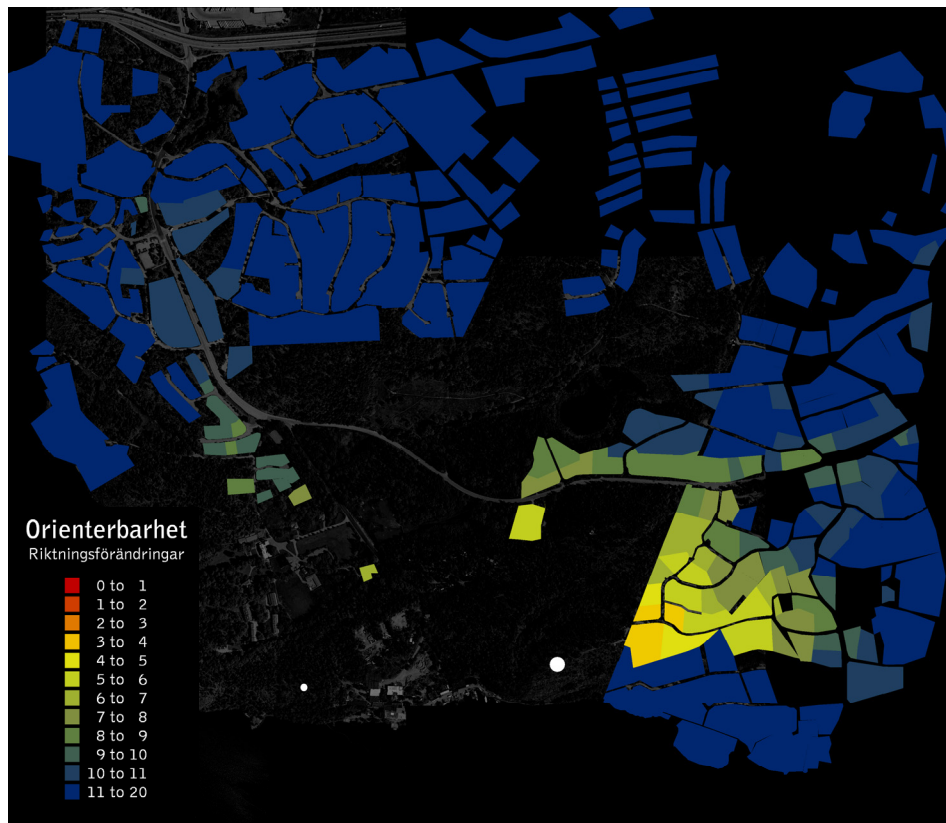 Orienterbarhet
Riktningsförändringar
0 to 1
1 to 2
2 to 3
3 to 4
4 to 5
5 to 6
6 to 7
7 to 8
8 to 9
9 to 10
10 to 11
11 to 20